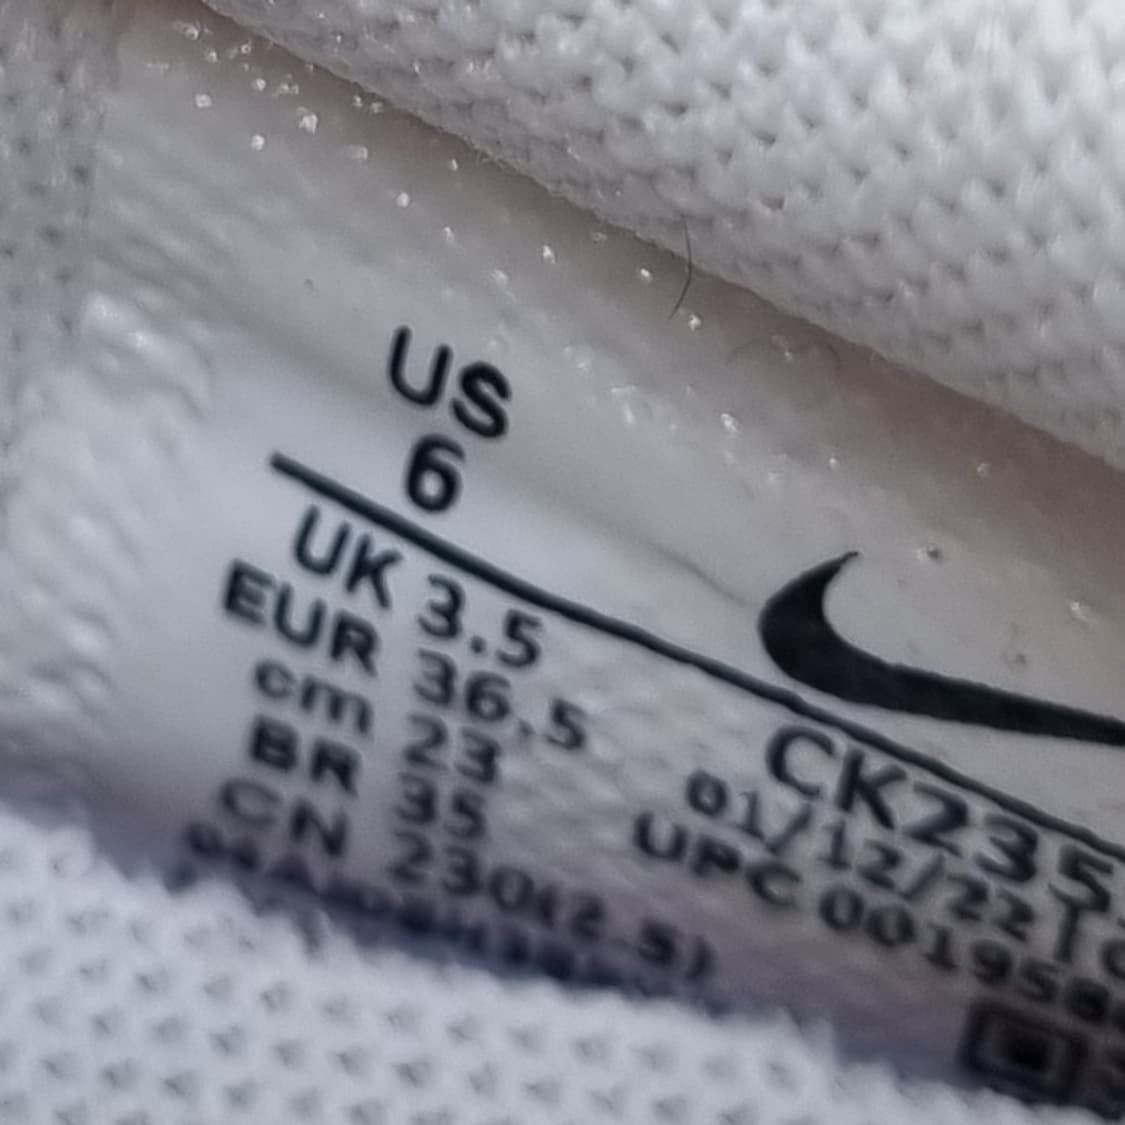 US
6
UK 3.5
EUR 36.5
cm 23
BR 35
CN 230(2.5)
CK235
01/12/22
UPC 001958